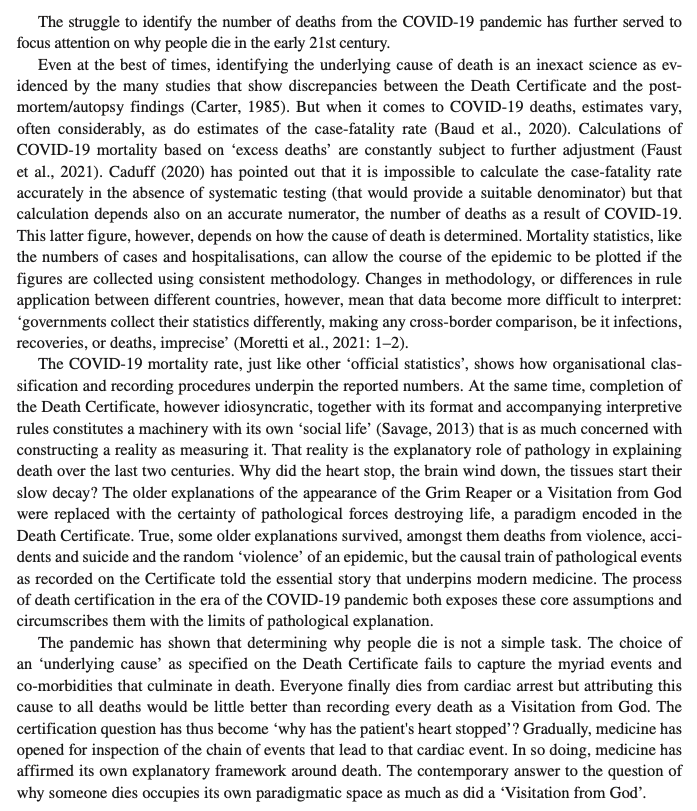 The struggle to identify the number of deaths from the COVID-19 pandemic has further served to
focus attention on why people die in the early 21st century.
Even at the best of times, identifying the underlying cause of death is an inexact science as ev-
idenced by the many studies that show discrepancies between the Death Certificate and the post-
mortem/autopsy findings (Carter, 1985). But when it comes to COVID-19 deaths, estimates vary,
often considerably, as do estimates of the case-fatality rate (Baud et al., 2020). Calculations of
COVID-19 mortality based on ‘excess deaths’ are constantly subject to further adjustment (Faust
et al., 2021). Caduff (2020) has pointed out that it is impossible to calculate the case-fatality rate
accurately in the absence of systematic testing (that would provide a suitable denominator) but that
calculation depends also on an accurate numerator, the number of deaths as a result of COVID-19.
This latter figure, however, depends on how the cause of death is determined. Mortality statistics, like
the numbers of cases and hospitalisations, can allow the course of the epidemic to be plotted if the
figures are collected using consistent methodology. Changes in methodology, or differences in rule
application between different countries, however, mean that data become more difficult to interpret:
‘governments collect their statistics differently, making any cross-border comparison, be it infections,
recoveries, or deaths, imprecise’ (Moretti et al., 2021: 1–2).
The COVID-19 mortality rate, just like other ‘official statistics’, shows how organisational clas-
sification and recording procedures underpin the reported numbers. At the same time, completion of
the Death Certificate, however idiosyncratic, together with its format and accompanying interpretive
rules constitutes a machinery with its own ‘social life’ (Savage, 2013) that is as much concerned with
constructing a reality as measuring it. That reality is the explanatory role of pathology in explaining
death over the last two centuries. Why did the heart stop, the brain wind down, the tissues start their
slow decay? The older explanations of the appearance of the Grim Reaper or a Visitation from God
were replaced with the certainty of pathological forces destroying life, a paradigm encoded in the
Death Certificate. True, some older explanations survived, amongst them deaths from violence, acci-
dents and suicide and the random ‘violence’ of an epidemic, but the causal train of pathological events
as recorded on the Certificate told the essential story that underpins modern medicine. The process
of death certification in the era of the COVID-19 pandemic both exposes these core assumptions and
circumscribes them with the limits of pathological explanation.
The pandemic has shown that determining why people die is not a simple task. The choice of
an ‘underlying cause’ as specified on the Death Certificate fails to capture the myriad events and
co-morbidities that culminate in death. Everyone finally dies from cardiac arrest but attributing this
cause to all deaths would be little better than recording every death as a Visitation from God. The
certification question has thus become ‘why has the patient's heart stopped’? Gradually, medicine has
opened for inspection of the chain of events that lead to that cardiac event. In so doing, medicine has
affirmed its own explanatory framework around death. The contemporary answer to the question of
why someone dies occupies its own paradigmatic space as much as did a ‘Visitation from God’.